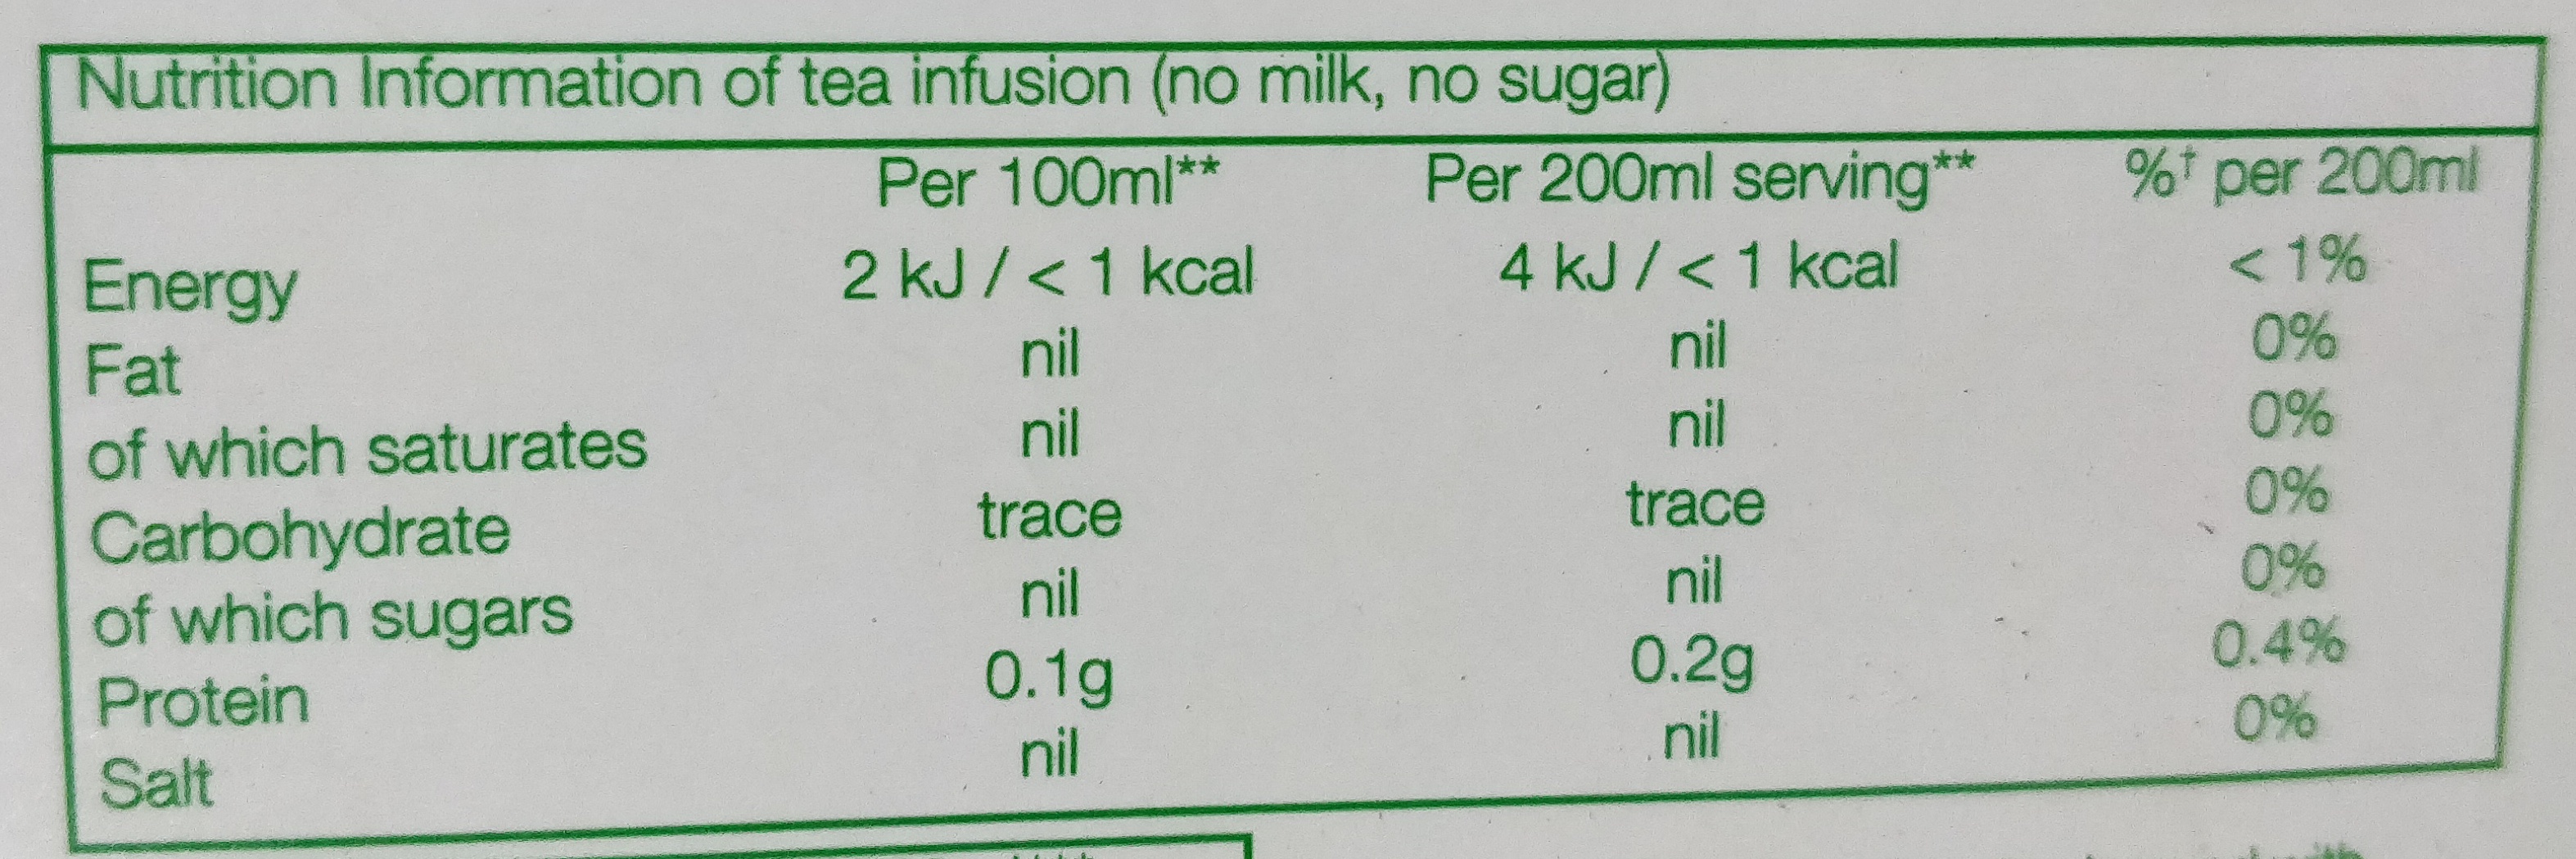 Nutrition Information of tea infusion (no milk, no sugar)
Per 100ml** Per 200ml serving** %† per 200ml
Energy 2 kJ / < 1 kcal 4 kJ / < 1 kcal < 1%
Fat nil nil 0%
of which saturates nil nil 0%
Carbohydrate trace trace 0%
of which sugars nil nil 0%
Protein 0.1g 0.2g 0.4%
Salt nil nil 0%